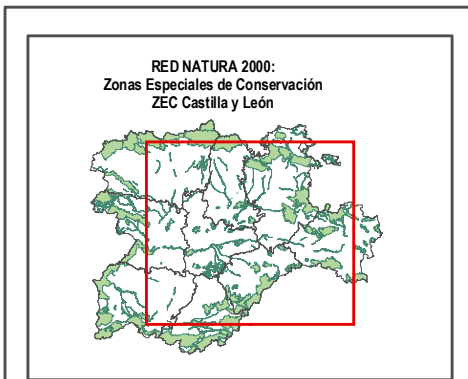 RED NATURA 2000:
Zonas Especiales de Conservación
ZEC Castilla y León